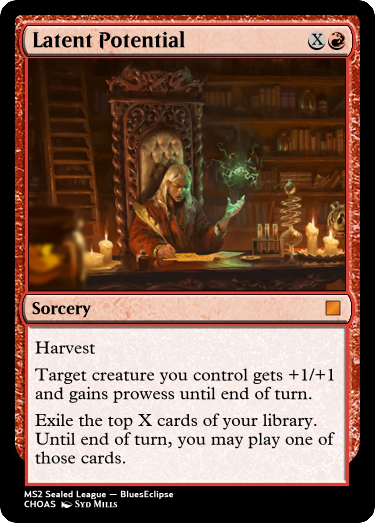 Latent Potential X
Sorcery
Harvest
Target creature you control gets +1/+1
and gains prowess until end of turn.
Exile the top X cards of your library.
Until end of turn, you may play one of
those cards.
MS2 Sealed League — BluesEclipse
CHOAS Syd Mills